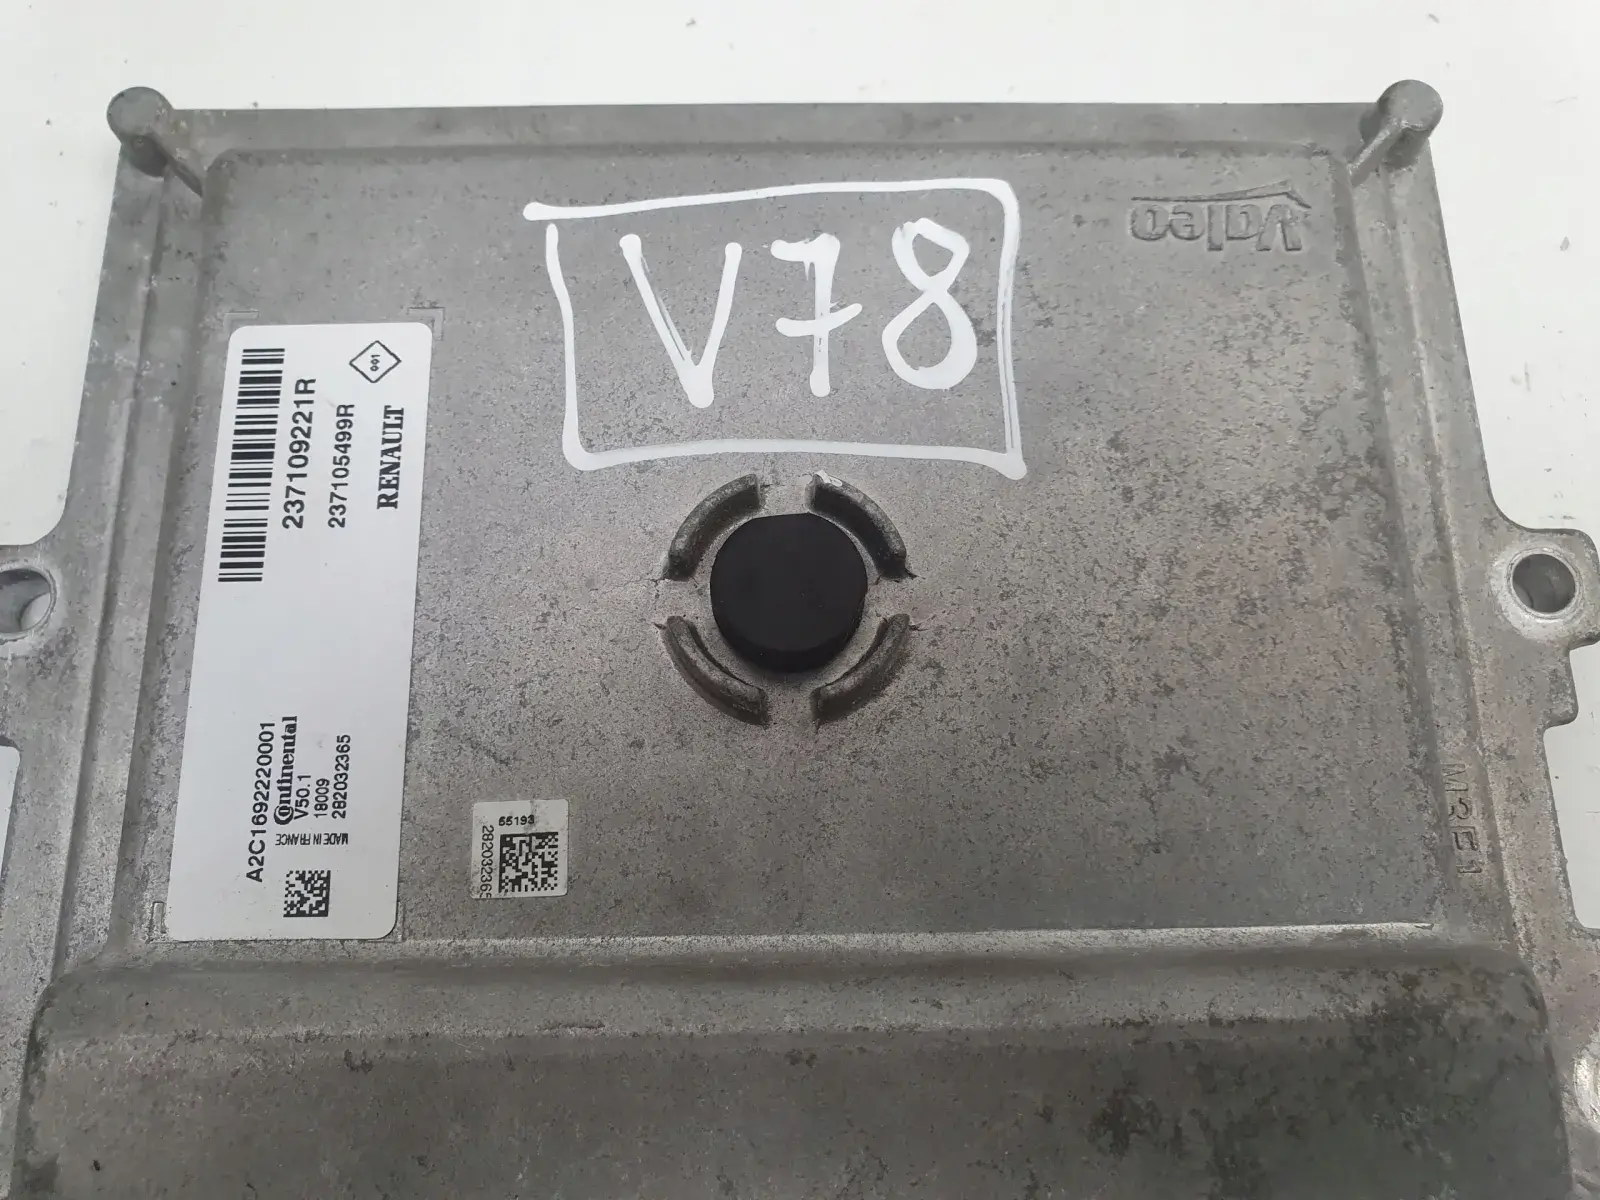 V78
Valeo
001
237109221R
237105499R
RENAULT
A2C1692220001
Continental
V50.1
18009
282032365
MADE IN FRANCE
55193
282032365